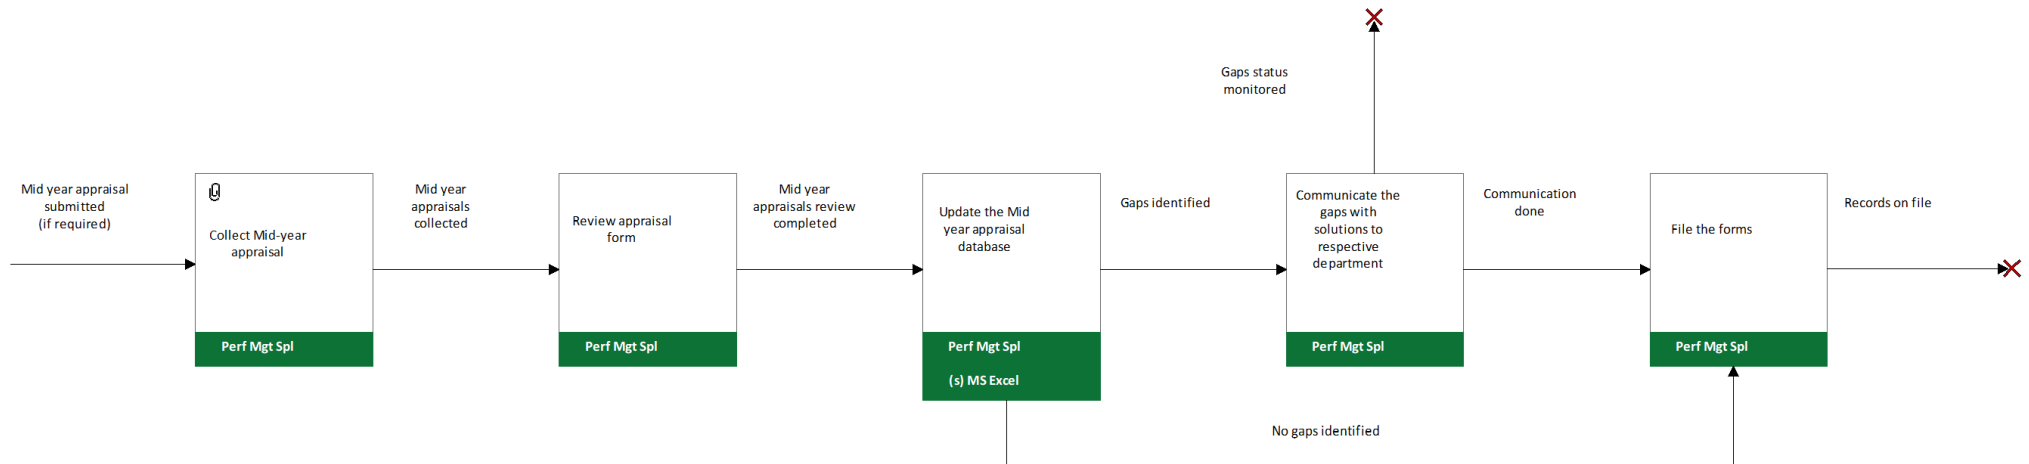 Gaps status
monitored
Mid year appraisal
submitted
(if required)
Collect Mid-year
appraisal
Perf Mgt Spl
Mid year
appraisals
collected
Review appraisal
form
Perf Mgt Spl
Mid year
appraisals review
completed
Update the Mid
year appraisal
database
Perf Mgt Spl
(s) MS Excel
Gaps identified
Communicate the
gaps with
solutions to
respective
department
Perf Mgt Spl
Communication
done
File the forms
Perf Mgt Spl
Records on file
No gaps identified